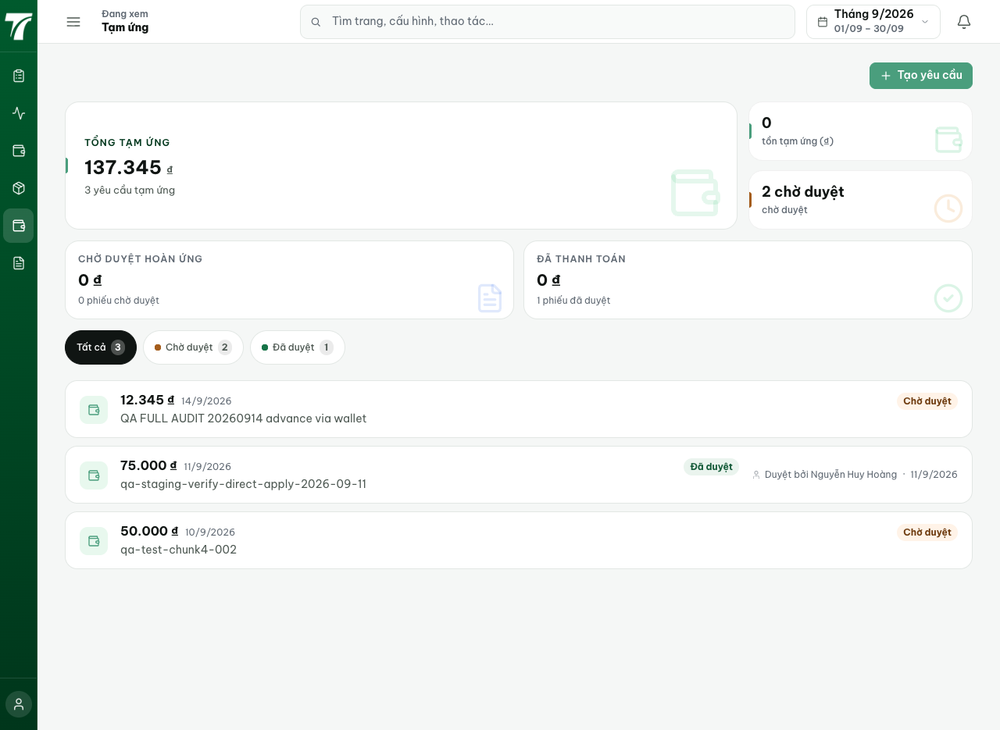 Đang xem
Tạm ứng
Tìm trang, cấu hình, thao tác...
Tháng 9/2026
01/09 – 30/09
Tạo yêu cầu
TỔNG TẠM ỨNG
137.345 ₫
3 yêu cầu tạm ứng
0
tồn tạm ứng (₫)
2 chờ duyệt
chờ duyệt
CHỜ DUYỆT HOÀN ỨNG
0 ₫
0 phiếu chờ duyệt
ĐÃ THANH TOÁN
0 ₫
1 phiếu đã duyệt
Tất cả 3
Chờ duyệt 2
Đã duyệt 1
12.345 ₫ 14/9/2026
Chờ duyệt
QA FULL AUDIT 20260914 advance via wallet
75.000 ₫ 11/9/2026
Đã duyệt
Duyệt bởi Nguyễn Huy Hoàng · 11/9/2026
qa-staging-verify-direct-apply-2026-09-11
50.000 ₫ 10/9/2026
Chờ duyệt
qa-test-chunk4-002